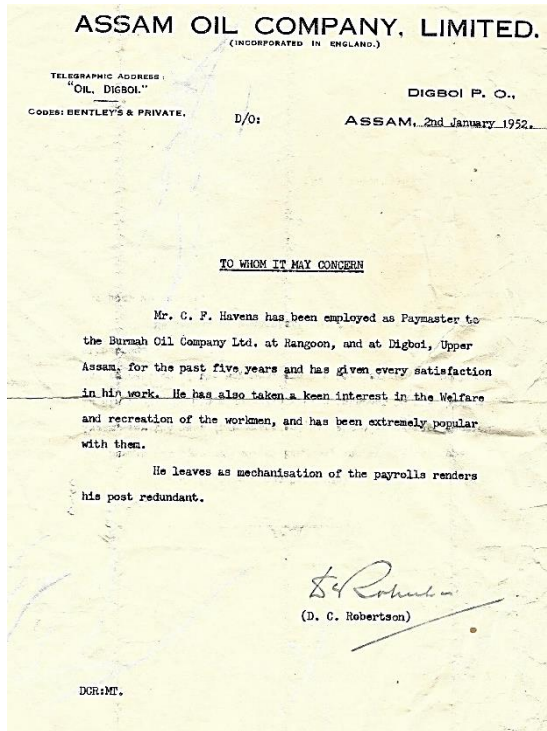 ASSAM OIL COMPANY, LIMITED.
(INCORPORATED IN ENGLAND.)
TELEGRAPHIC ADDRESS:
"OIL, DIGBOI."
CODES: BENTLEY'S & PRIVATE.
D/O:
DIGBOI P. O.,
ASSAM, 2nd January 1952.
TO WHOM IT MAY CONCERN
Mr. C. F. Havens has been employed as Paymaster to
the Burmah Oil Company Ltd. at Rangoon, and at Digboi, Upper
Assam, for the past five years and has given every satisfaction
in his work. He has also taken a keen interest in the Welfare
and recreation of the workmen, and has been extremely popular
with them.
He leaves as mechanisation of the payrolls renders
his post redundant.
(D. C. Robertson)
DCR:MT.